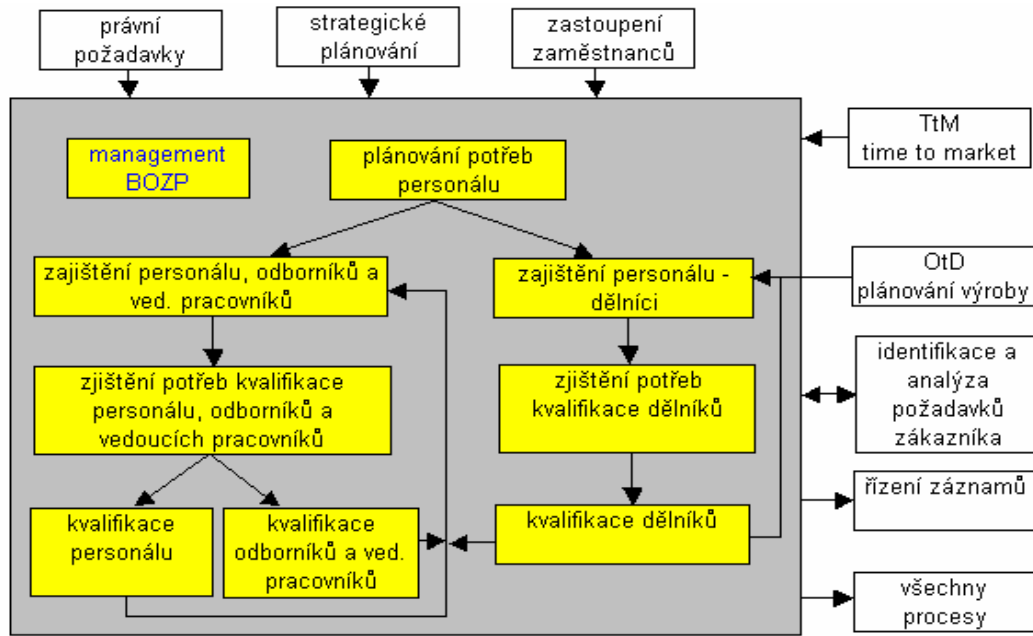 právní
požadavky
strategické
plánování
zastoupení
zaměstnanců
TtM
time to market
management
BOZP
plánování potřeb
personálu
zajištění personálu, odborníků a
ved. pracovníků
zajištění personálu -
dělníci
OtD
plánování výroby
zjištění potřeb kvalifikace
personálu, odborníků a
vedoucích pracovníků
zjištění potřeb
kvalifikace dělníků
identifikace a
analýza
požadavků
zákazníka
řízení záznamů
kvalifikace
personálu
kvalifikace
odborníků a ved.
pracovníků
kvalifikace dělníků
všechny
procesy